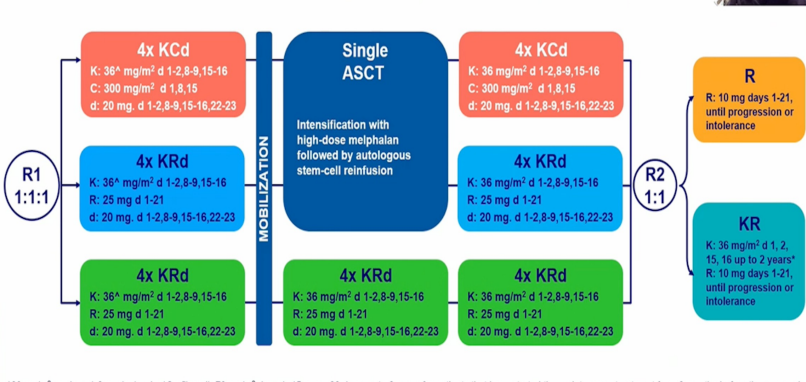 R1
1:1:1
4x KCd
K: 36^ mg/m² d 1-2,8-9,15-16
C: 300 mg/m² d 1,8,15
d: 20 mg. d 1-2,8-9,15-16,22-23
4x KRd
K: 36^ mg/m² d 1-2,8-9,15-16
R: 25 mg d 1-21
d: 20 mg. d 1-2,8-9,15-16,22-23
4x KRd
K: 36^ mg/m² d 1-2,8-9,15-16
R: 25 mg d 1-21
d: 20 mg. d 1-2,8-9,15-16,22-23
MOBILIZATION
Single
ASCT
Intensification with
high-dose melphalan
followed by autologous
stem-cell reinfusion
4x KRd
K: 36 mg/m² d 1-2,8-9,15-16
R: 25 mg d 1-21
d: 20 mg. d 1-2,8-9,15-16,22-23
4x KCd
K: 36 mg/m² d 1-2,8-9,15-16
C: 300 mg/m² d 1,8,15
d: 20 mg. d 1-2,8-9,15-16,22-23
4x KRd
K: 36 mg/m² d 1-2,8-9,15-16
R: 25 mg d 1-21
d: 20 mg. d 1-2,8-9,15-16,22-23
4x KRd
K: 36 mg/m² d 1-2,8-9,15-16
R: 25 mg d 1-21
d: 20 mg. d 1-2,8-9,15-16,22-23
R2
1:1
R
R: 10 mg days 1-21,
until progression or
intolerance
KR
K: 36 mg/m² d 1, 2,
15, 16 up to 2 years*
R: 10 mg days 1-21,
until progression or
intolerance